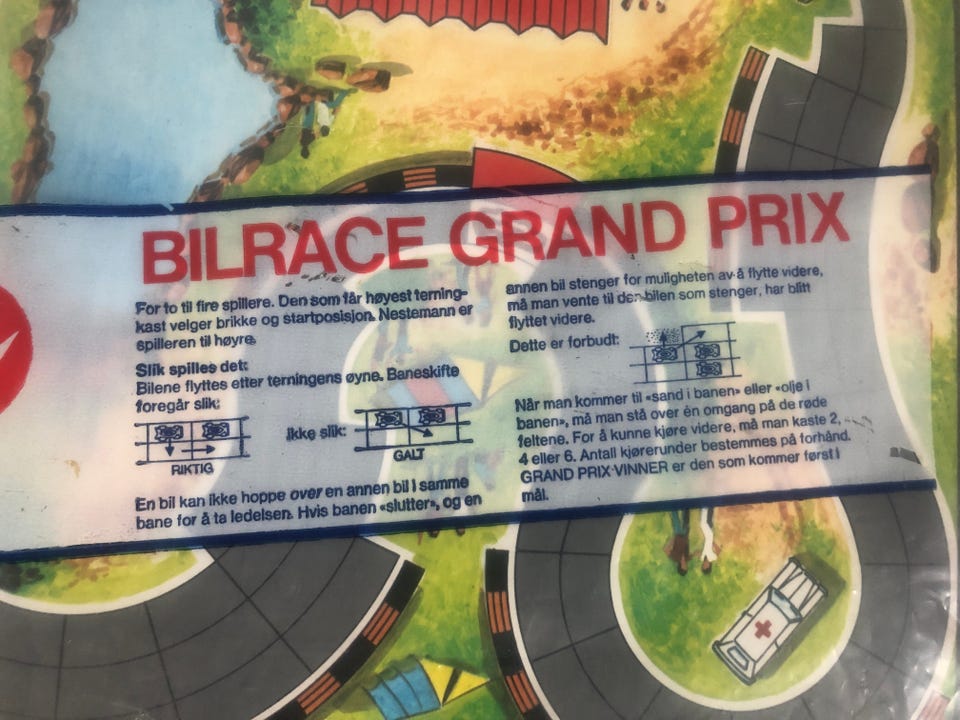 BILRACE GRAND PRIX
For to til fire spillere. Den som får høyest terning-
kast velger brikke og startposisjon. Nestemann er
spilleren til høyre.
Slik spilles det:
Bilene flyttes etter terningens øyne. Baneskifte
foregår slik:
RIKTIG
Ikke slik:
GALT
En bil kan ikke hoppe over en annen bil i samme
bane for å ta ledelsen. Hvis banen «slutter», og en
annen bil stenger for muligheten av å flytte videre,
må man vente til den bilen som stenger, har blitt
flyttet videre.
Dette er forbudt:
Når man kommer til «sand i banen» eller «olje i
banen», må man stå over èn omgang på de røde
feltene. For å kunne kjøre videre, må man kaste 2,
4 eller 6. Antall kjørerunder bestemmes på forhånd.
GRAND PRIX-VINNER er den som kommer først i
mål.